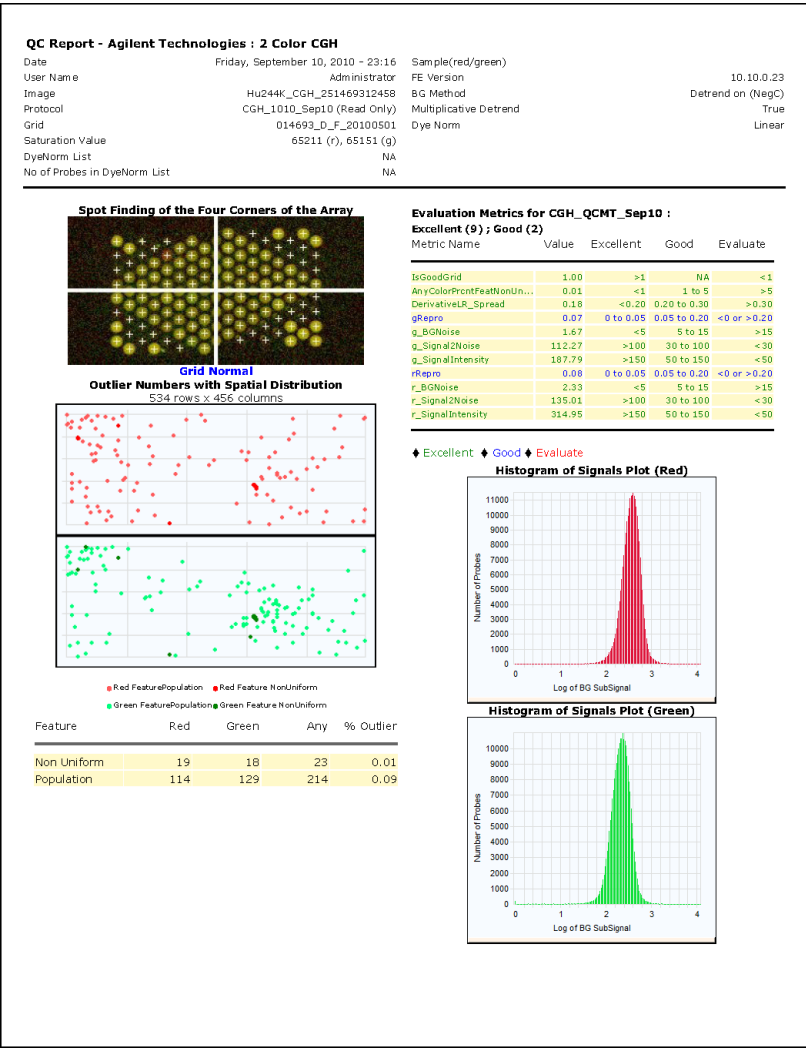 QC Report - Agilent Technologies : 2 Color CGH
Date Friday, September 10, 2010 - 23:16 Sample(red/green)
User Name Administrator FE Version 10.10.0.23
Image Hu244K_CGH_251469312458 BG Method Detrend on (NegC)
Protocol CGH_1010_Sep10 (Read Only) Multiplicative Detrend True
Grid 014693_D_F_20100501 Dye Norm Linear
Saturation Value 65211 (r), 65151 (g)
DyeNorm List NA
No of Probes in DyeNorm List NA
Spot Finding of the Four Corners of the Array
Grid Normal
Outlier Numbers with Spatial Distribution
534 rows x 456 columns
Red FeaturePopulation Red Feature NonUniform
Green FeaturePopulation Green Feature NonUniform
Feature Red Green Any % Outlier
Non Uniform 19 18 23 0.01
Population 114 129 214 0.09
Evaluation Metrics for CGH_QCMT_Sep10 :
Excellent (9) ; Good (2)
Metric Name Value Excellent Good Evaluate
IsGoodGrid 1.00 >1 NA <1
AnyColorPrcntFeatNonUn... 0.01 <1 1 to 5 >5
DerivativeLR_Spread 0.18 <0.20 0.20 to 0.30 >0.30
gRepro 0.07 0 to 0.05 0.05 to 0.20 <0 or >0.20
g_BGNoise 1.67 <5 5 to 15 >15
g_Signal2Noise 112.27 >100 30 to 100 <30
g_SignalIntensity 187.79 >150 50 to 150 <50
rRepro 0.08 0 to 0.05 0.05 to 0.20 <0 or >0.20
r_BGNoise 2.33 <5 5 to 15 >15
r_Signal2Noise 135.01 >100 30 to 100 <30
r_SignalIntensity 314.95 >150 50 to 150 <50
Excellent Good Evaluate
Histogram of Signals Plot (Red)
Number of Probes
11000
10000
9000
8000
7000
6000
5000
4000
3000
2000
1000
0
0 1 2 3 4
Log of BG SubSignal
Histogram of Signals Plot (Green)
Number of Probes
10000
9000
8000
7000
6000
5000
4000
3000
2000
1000
0
0 1 2 3 4
Log of BG SubSignal